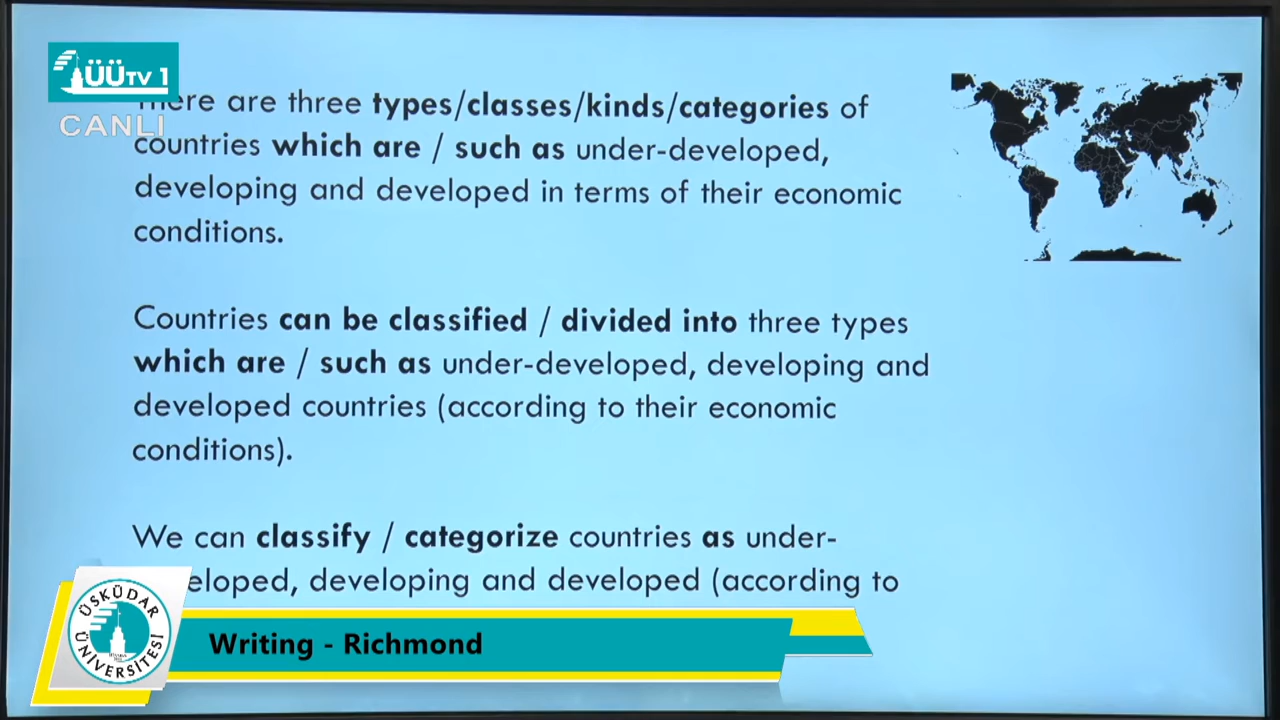 ÜÜTV 1
CANLI
There are three types/classes/kinds/categories of
countries which are / such as under-developed,
developing and developed in terms of their economic
conditions.
Countries can be classified / divided into three types
which are / such as under-developed, developing and
developed countries (according to their economic
conditions).
We can classify / categorize countries as under-
eloped, developing and developed (according to
ÜSKÜDAR ÜNİVERSİTESİ
Writing - Richmond